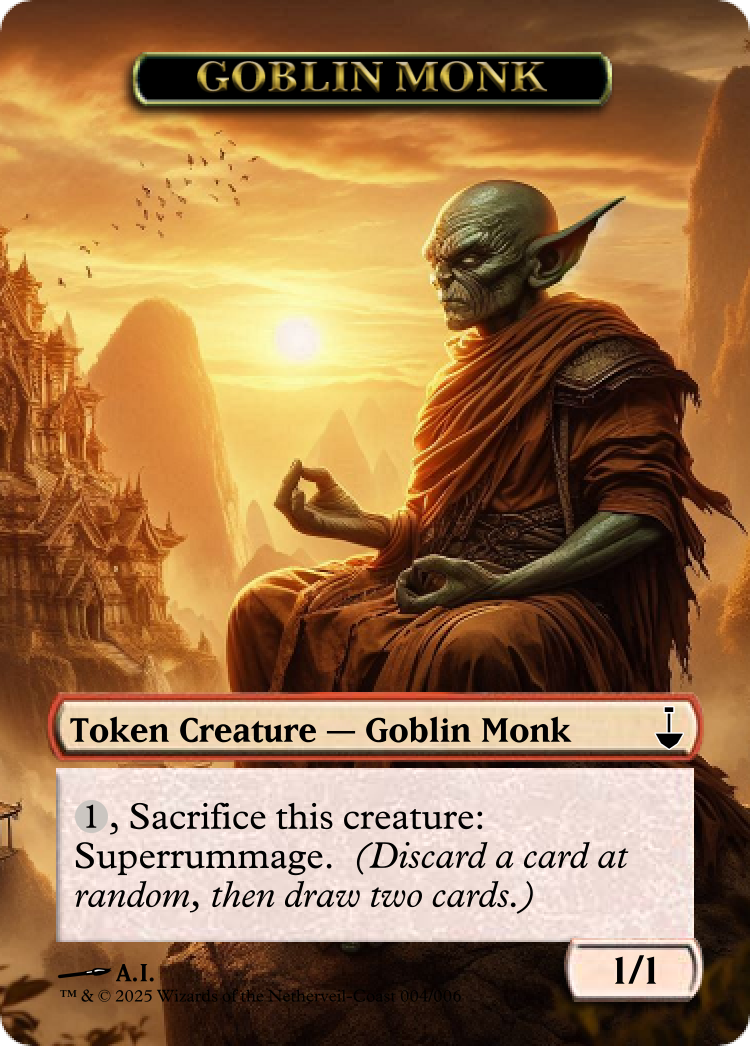 GOBLIN MONK
Token Creature — Goblin Monk
1, Sacrifice this creature:
Superrummage. (Discard a card at
random, then draw two cards.)
1/1
A.I.
™ & © 2025 Wizards of the Netherveil-Coast 004/006